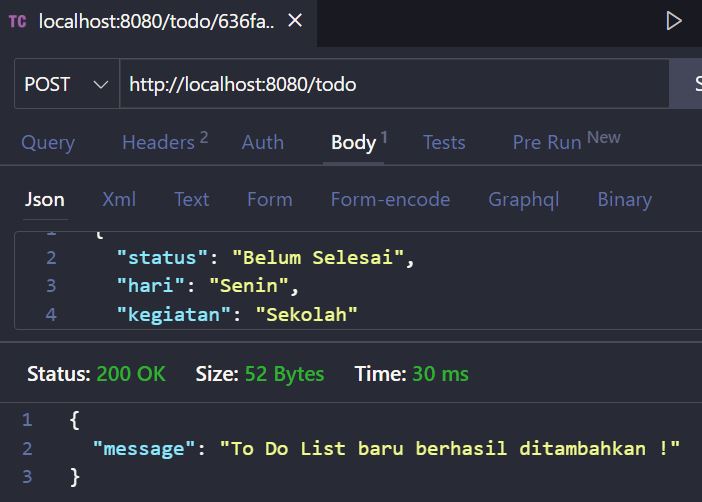 TC localhost:8080/todo/636fa.. ×
POST http://localhost:8080/todo
Query Headers 2 Auth Body 1 Tests Pre Run New
Json Xml Text Form Form-encode Graphql Binary
{
2 "status": "Belum Selesai",
3 "hari": "Senin",
4 "kegiatan": "Sekolah"
Status: 200 OK Size: 52 Bytes Time: 30 ms
1 {
2 "message": "To Do List baru berhasil ditambahkan !"
3 }